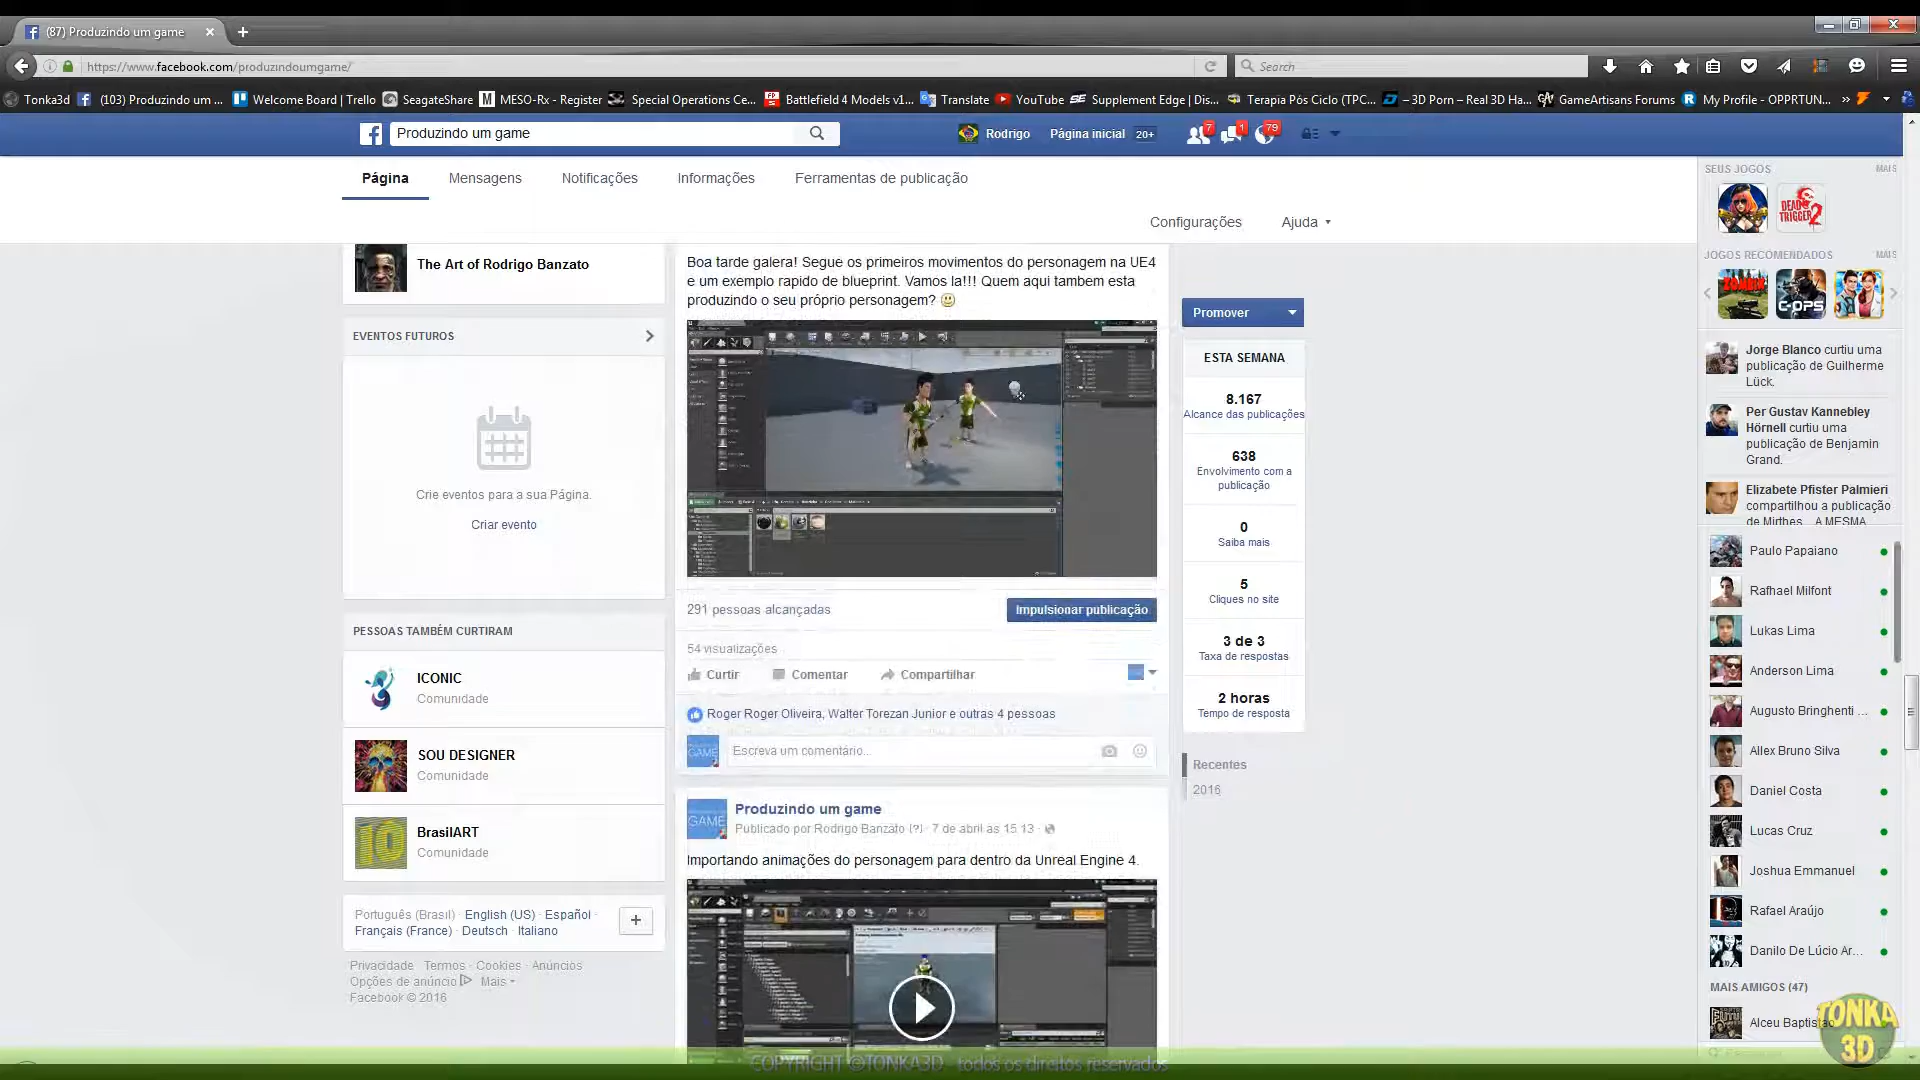 (87) Produzindo um game
https://www.facebook.com/produzindoumgame/
Search
Tonka3d
(103) Produzindo um ...
Welcome Board | Trello
SeagateShare
MESO-Rx - Register
Special Operations Ce...
Battlefield 4 Models v1...
Translate
YouTube
Supplement Edge | Dis...
Terapia Pós Ciclo (TPC...
– 3D Porn – Real 3D Ha...
GameArtisans Forums
My Profile - OPPRTUN...
Produzindo um game
Rodrigo
Página inicial 20+
7
1
79
Página
Mensagens
Notificações
Informações
Ferramentas de publicação
Configurações
Ajuda
The Art of Rodrigo Banzato
EVENTOS FUTUROS
Crie eventos para a sua Página.
Criar evento
PESSOAS TAMBÉM CURTIRAM
ICONIC
Comunidade
SOU DESIGNER
Comunidade
BrasilART
Comunidade
Português (Brasil) · English (US) · Español ·
Français (France) · Deutsch · Italiano
Privacidade · Termos · Cookies · Anúncios
Opções de anúncio Mais
Facebook © 2016
Boa tarde galera! Segue os primeiros movimentos do personagem na UE4
e um exemplo rapido de blueprint. Vamos la!!! Quem aqui tambem esta
produzindo o seu próprio personagem?
291 pessoas alcançadas
Impulsionar publicação
54 visualizações
Curtir
Comentar
Compartilhar
Roger Roger Oliveira, Walter Torezan Junior e outras 4 pessoas
GAME
Escreva um comentário...
GAME
Produzindo um game
Publicado por Rodrigo Banzato [?] · 7 de abril às 15:13 ·
Importando animações do personagem para dentro da Unreal Engine 4.
Promover
ESTA SEMANA
8.167
Alcance das publicações
638
Envolvimento com a
publicação
0
Saiba mais
5
Cliques no site
3 de 3
Taxa de respostas
2 horas
Tempo de resposta
Recentes
2016
SEUS JOGOS
MAIS
DEAD TRIGGER 2
JOGOS RECOMENDADOS
MAIS
C-OPS
Jorge Blanco curtiu uma
publicação de Guilherme
Lück.
Per Gustav Kannebley
Hörnell curtiu uma
publicação de Benjamin
Grand.
Elizabete Pfister Palmieri
compartilhou a publicação
de Mirthes... A MESMA
Paulo Papaiano
Rafhael Milfont
Lukas Lima
Anderson Lima
Augusto Bringhenti ...
Allex Bruno Silva
Daniel Costa
Lucas Cruz
Joshua Emmanuel
Rafael Araújo
Danilo De Lúcio Ar...
MAIS AMIGOS (47)
TONKA
3D
COPYRIGHT ©TONKA3D - todos os direitos reservados